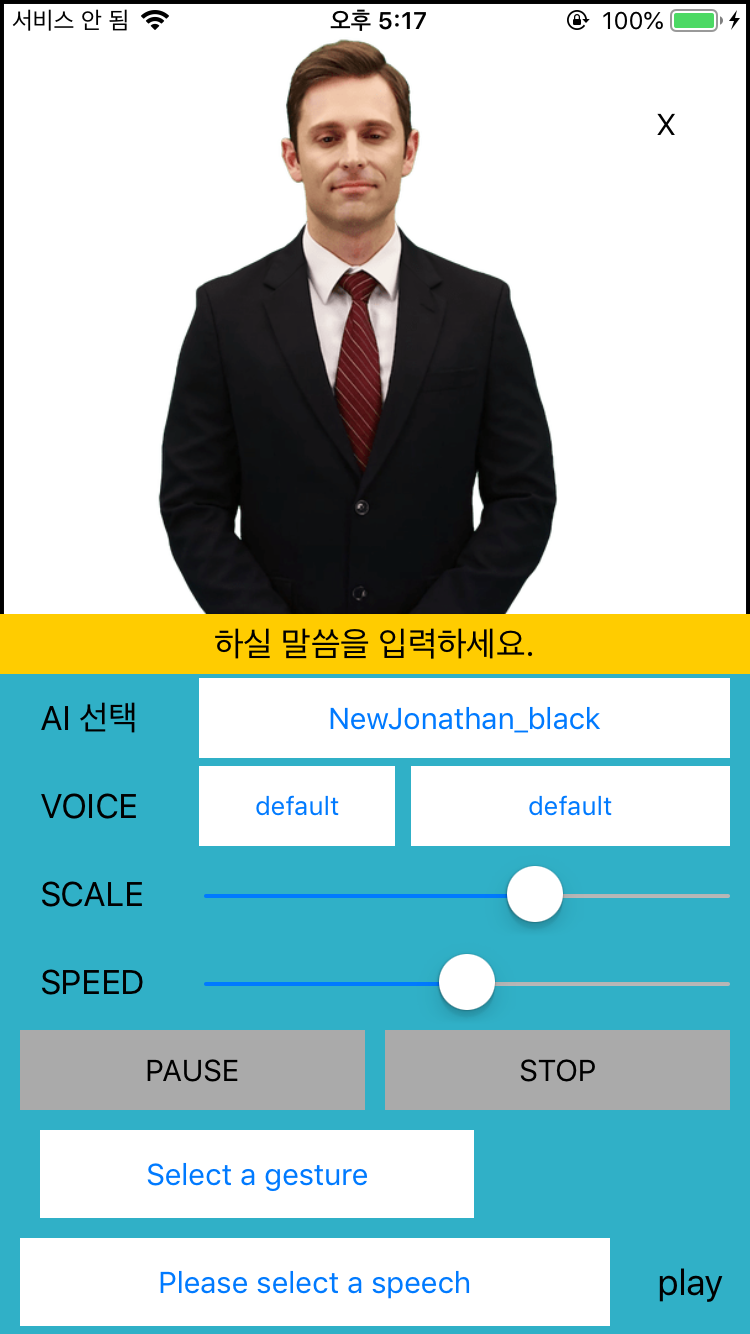 서비스 안 됨 오후 5:17 100%
X
하실 말씀을 입력하세요.
AI 선택 NewJonathan_black
VOICE default default
SCALE
SPEED
PAUSE STOP
Select a gesture
Please select a speech play